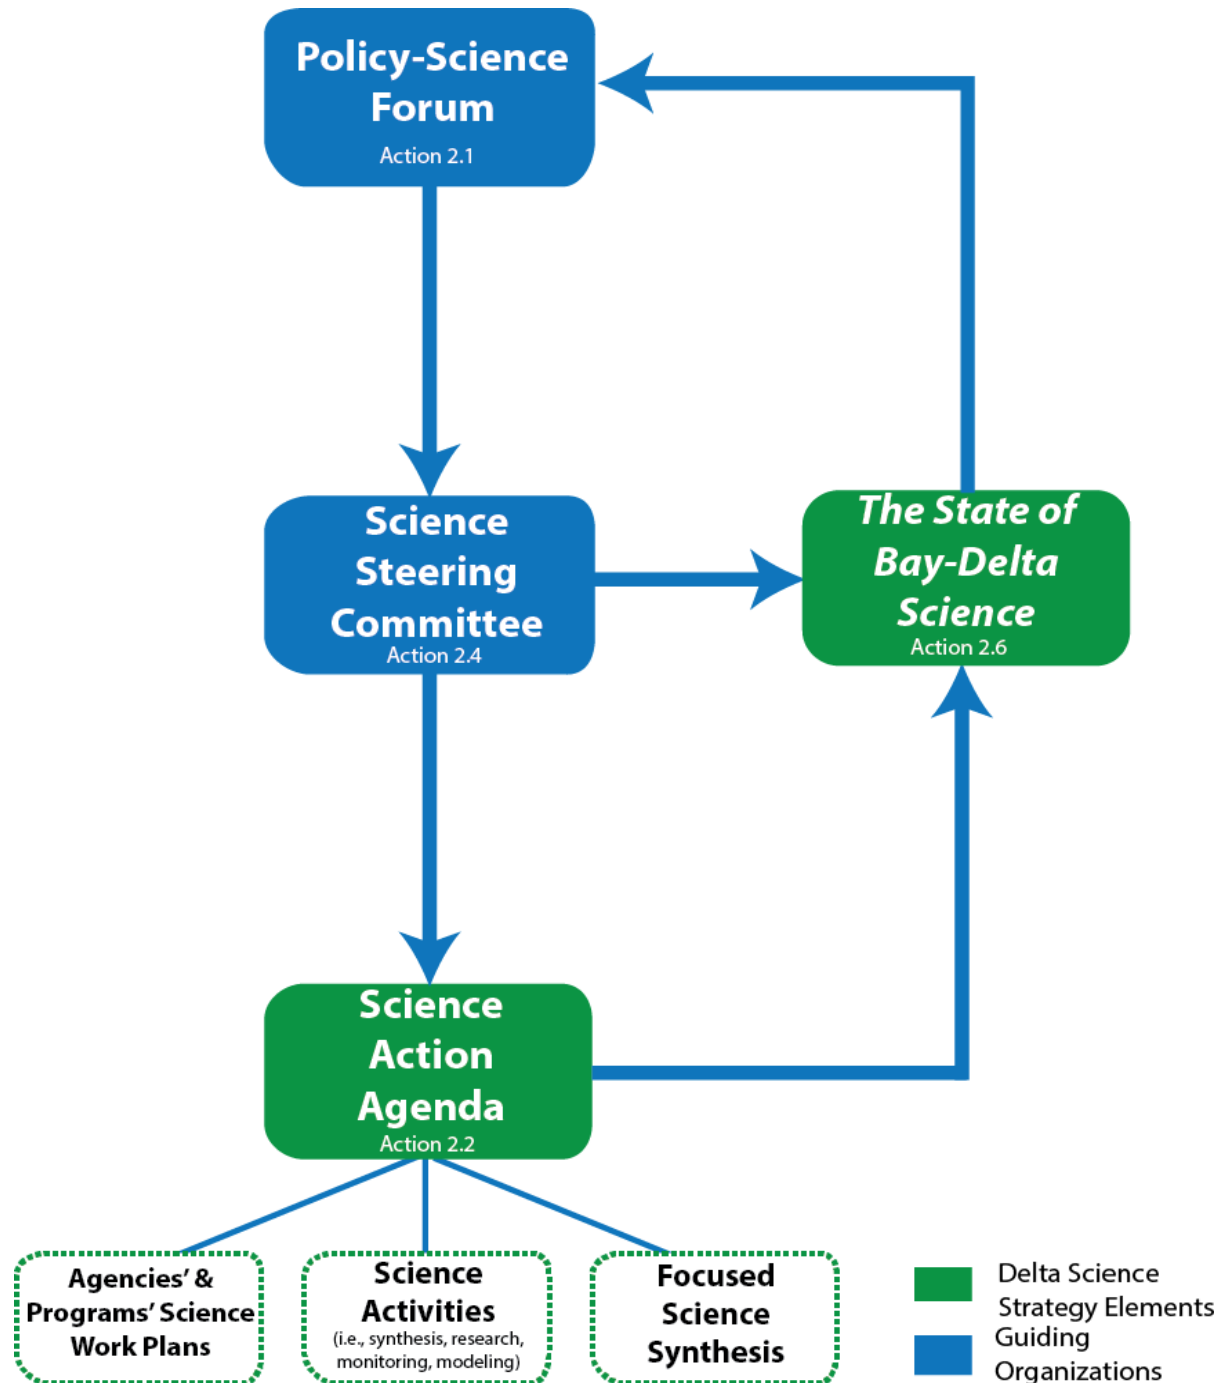 Policy-Science
Forum
Action 2.1
Science
Steering
Committee
Action 2.4
The State of
Bay-Delta
Science
Action 2.6
Science
Action
Agenda
Action 2.2
Agencies’ &
Programs’ Science
Work Plans
Science
Activities
(i.e., synthesis, research,
monitoring, modeling)
Focused
Science
Synthesis
Delta Science
Strategy Elements
Guiding
Organizations